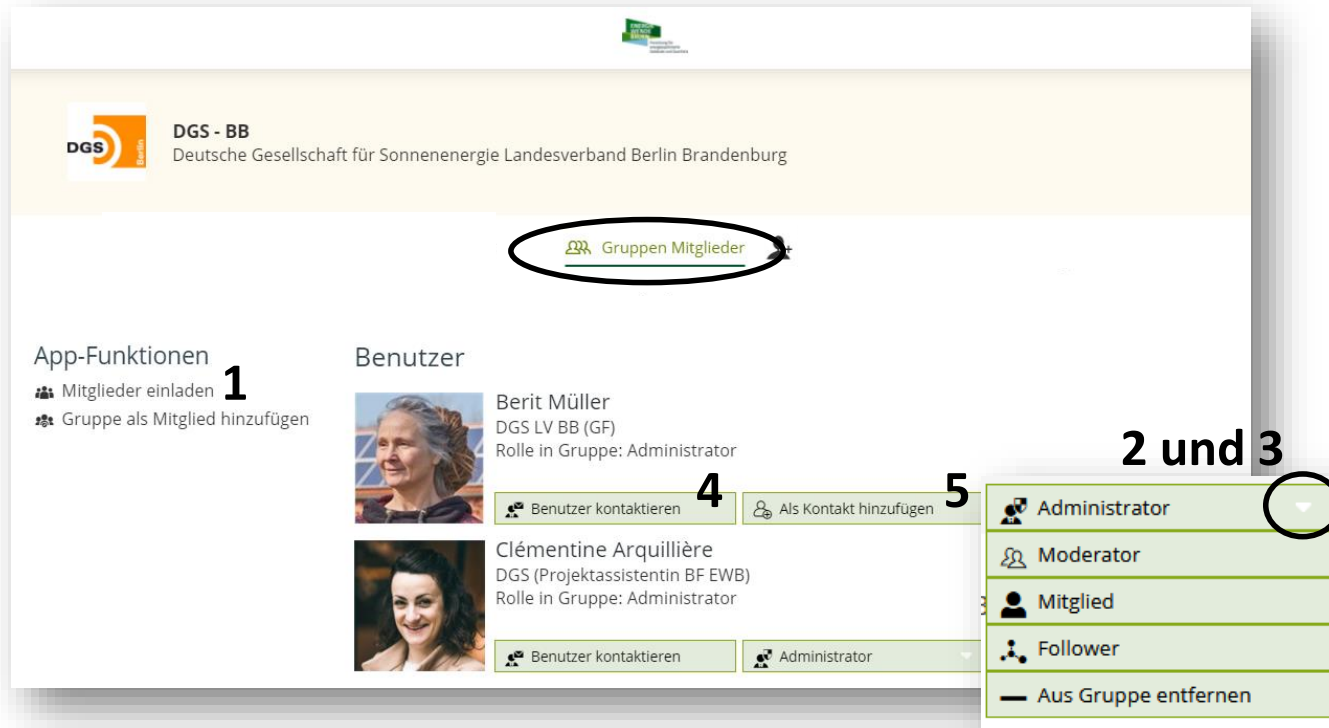 ENERGIE
WENDE
BAUEN
DGS
Berlin
DGS - BB
Deutsche Gesellschaft für Sonnenenergie Landesverband Berlin Brandenburg
Gruppen Mitglieder
App-Funktionen
Mitglieder einladen
1
Gruppe als Mitglied hinzufügen
Benutzer
Berit Müller
DGS LV BB (GF)
Rolle in Gruppe: Administrator
Benutzer kontaktieren
4
Als Kontakt hinzufügen
5
Clémentine Arquillière
DGS (Projektassistentin BF EWB)
Rolle in Gruppe: Administrator
Benutzer kontaktieren
Administrator
2 und 3
Administrator
Moderator
Mitglied
Follower
Aus Gruppe entfernen